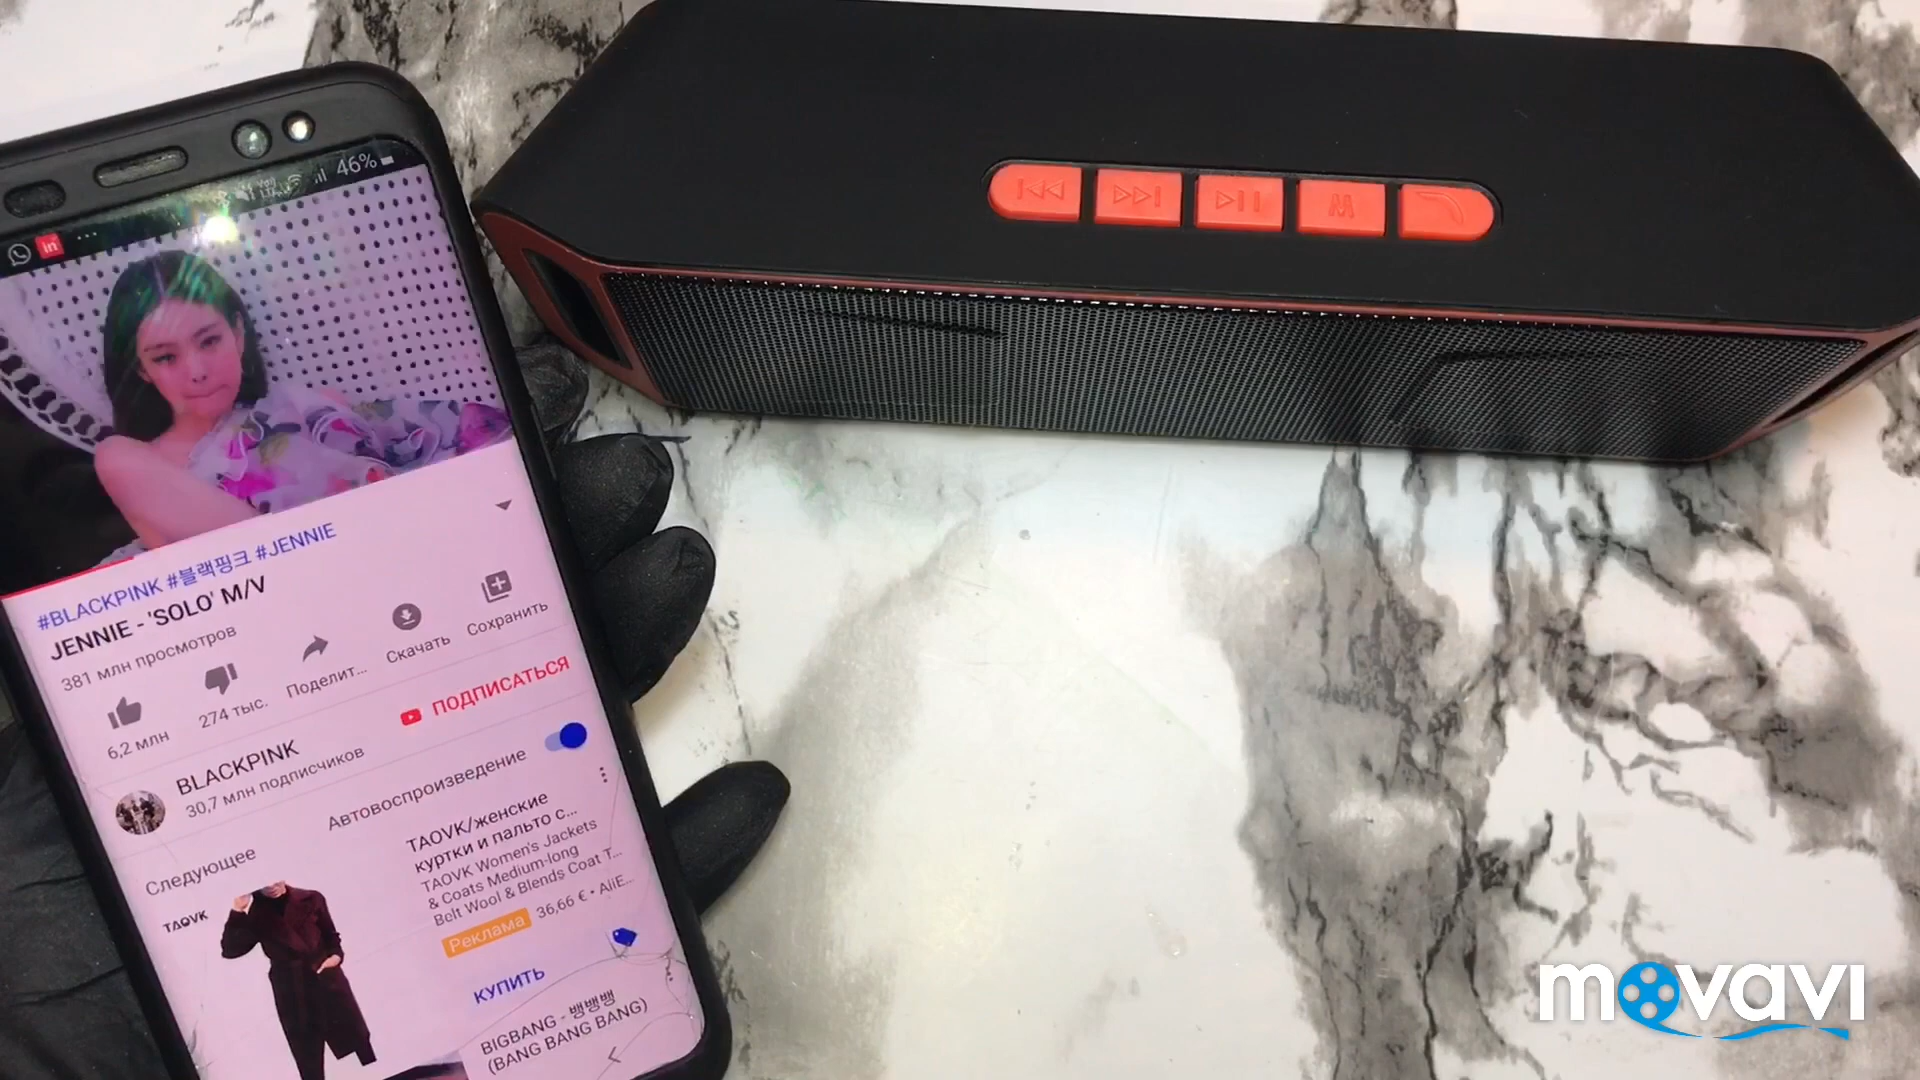 46%
in
#BLACKPINK #블랙핑크 #JENNIE
JENNIE - 'SOLO' M/V
381 млн просмотров
6,2 млн
274 тыс.
Поделит...
Скачать
Сохранить
BLACKPINK
30,7 млн подписчиков
ПОДПИСАТЬСЯ
Автовоспроизведение
Следующее
TAOVK
TAOVK/женские
куртки и пальто с...
TAOVK Women's Jackets
& Coats Medium-long
Belt Wool & Blends Coat T...
Реклама 36,66 € • AliE...
КУПИТЬ
BIGBANG - 뱅뱅뱅
(BANG BANG BANG)
M
movavi